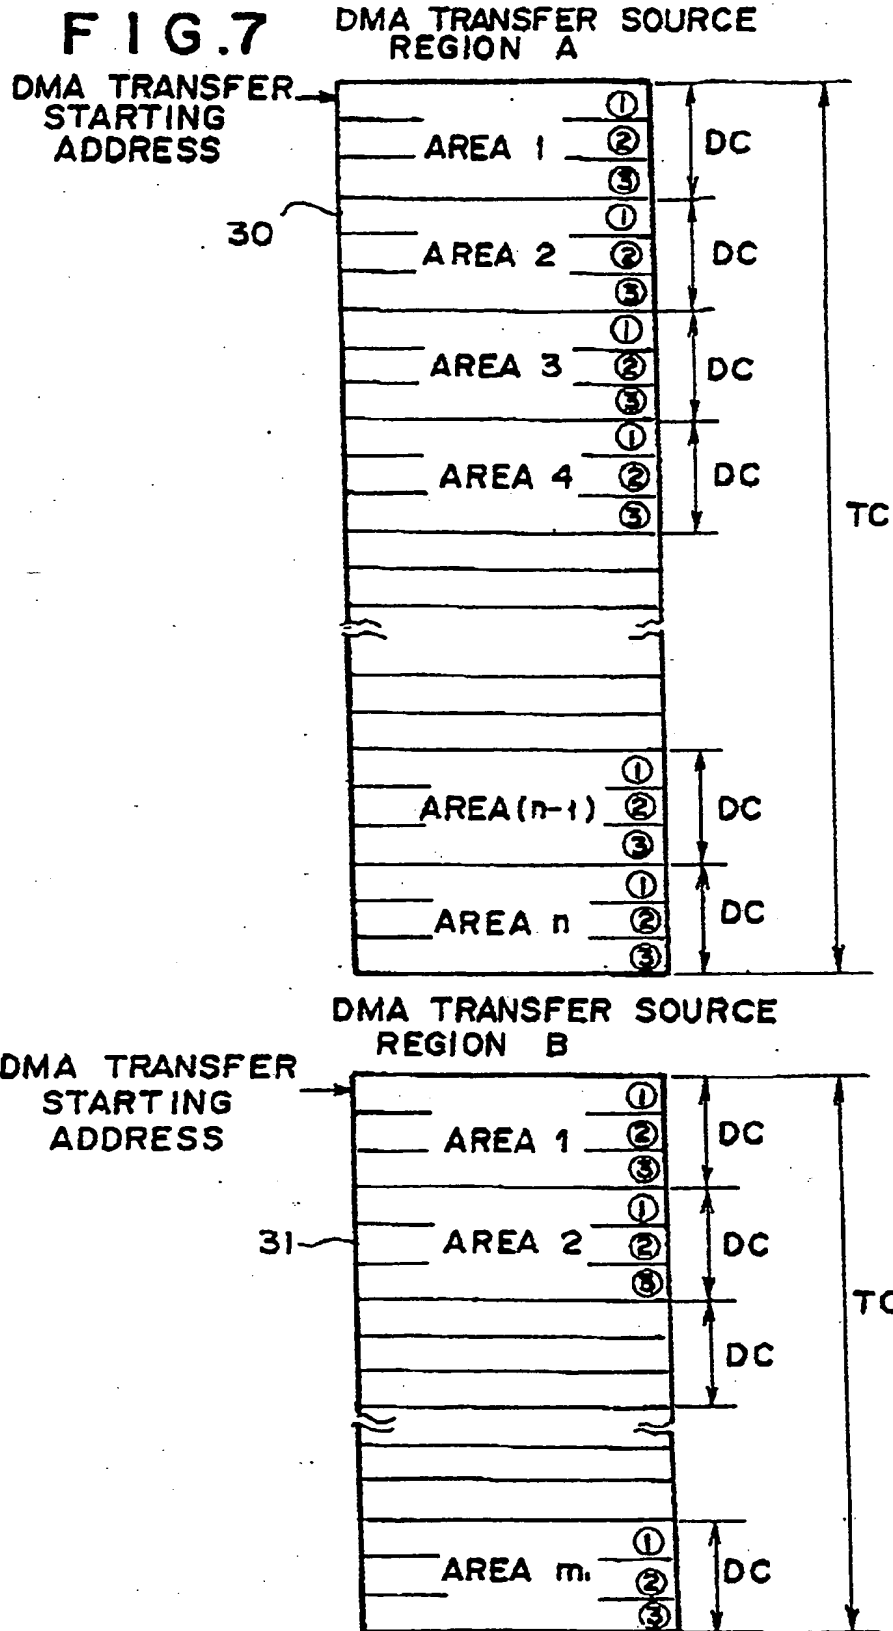 FIG.7
DMA TRANSFER SOURCE
REGION A
DMA TRANSFER
STARTING
ADDRESS
①
AREA 1 ② DC
③
30
①
AREA 2 ② DC
③
①
AREA 3 ② DC
③
①
AREA 4 ② DC
③
TC
①
AREA(n-1) ② DC
③
①
AREA n ② DC
③
DMA TRANSFER SOURCE
REGION B
DMA TRANSFER
STARTING
ADDRESS
①
AREA 1 ② DC
③
①
31 AREA 2 ② DC
③
TC
DC
①
AREA m ② DC
③